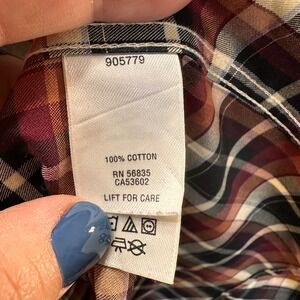 905779
100% COTTON
RN 56835
CA53602
LIFT FOR CARE